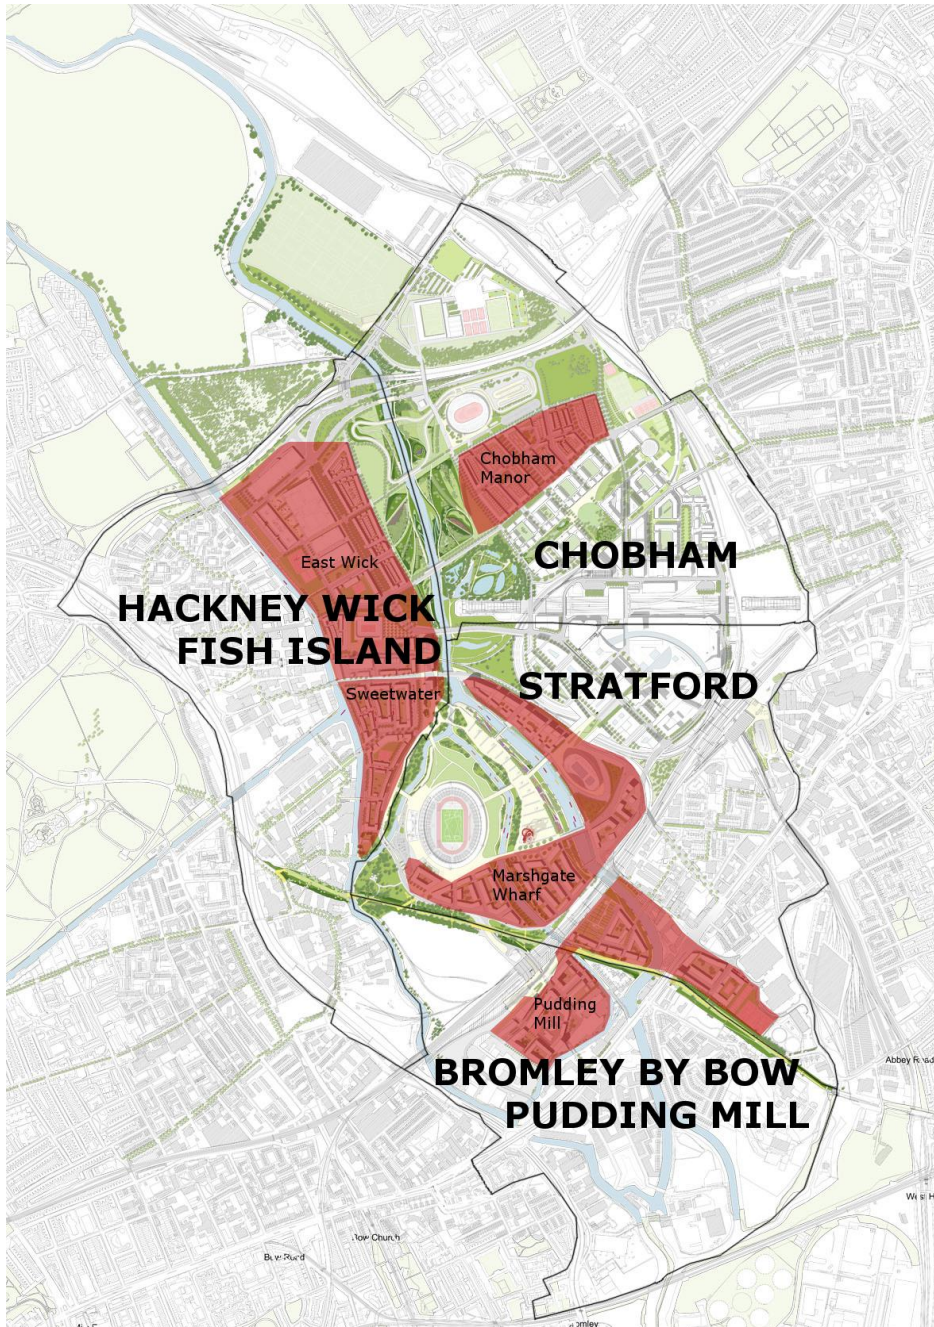 Chobham
Manor
CHOBHAM
East Wick
HACKNEY WICK
FISH ISLAND
Sweetwater
STRATFORD
Marshgate
Wharf
Pudding
Mill
BROMLEY BY BOW
PUDDING MILL
Abbey Road
Bow Church
Bow Road